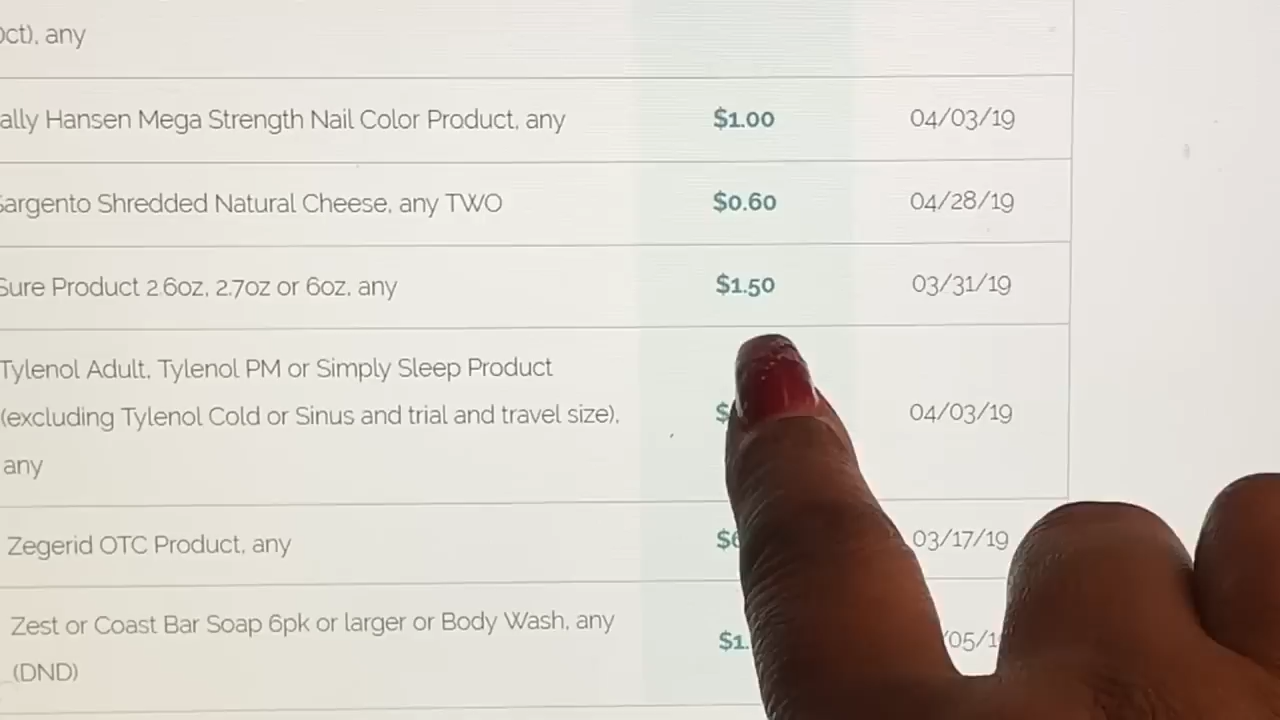 any
Hansen Mega Strength Nail Color Product, any $1.00 04/03/19
Sargento Shredded Natural Cheese, any TWO $0.60 04/28/19
Sure Product 2.6oz, 2.7oz or 6oz, any $1.50 03/31/19
Tylenol Adult, Tylenol PM or Simply Sleep Product
(excluding Tylenol Cold or Sinus and trial and travel size), 04/03/19
any
Zegerid OTC Product, any 03/17/19
Zest or Coast Bar Soap 6pk or larger or Body Wash, any
(DND)